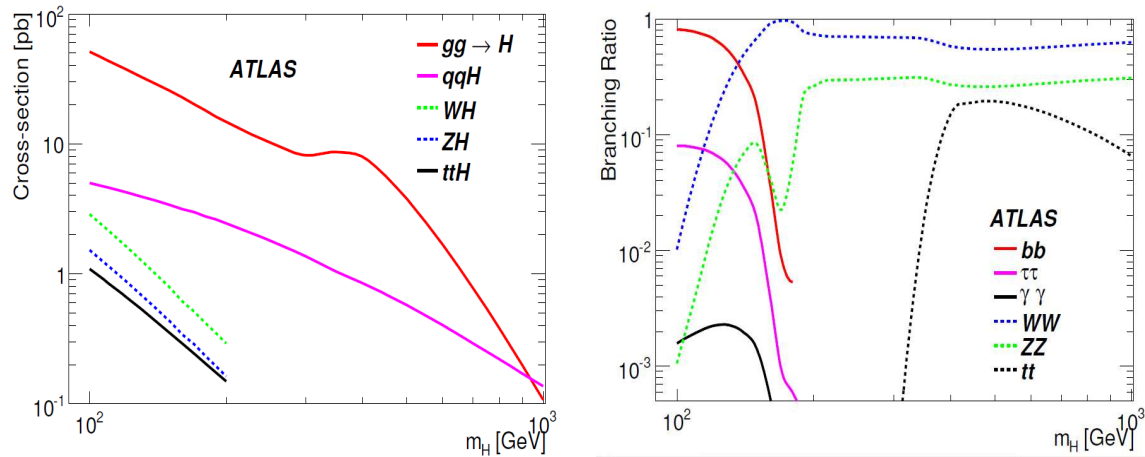 Cross-section [pb]
10²
10
1
10⁻¹
ATLAS
gg → H
qqH
WH
ZH
ttH
10²
10³
m_H [GeV]
Branching Ratio
1
10⁻¹
10⁻²
10⁻³
ATLAS
bb
ττ
γ γ
WW
ZZ
tt
10²
10³
m_H [GeV]